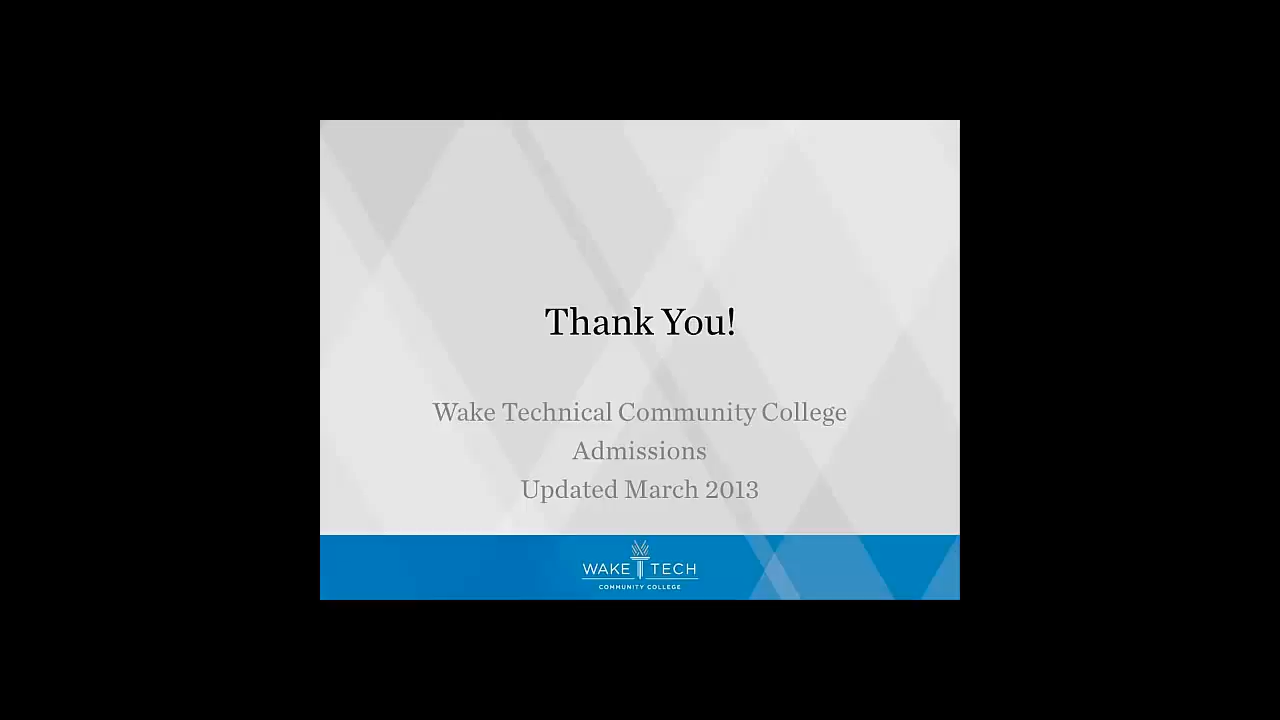 Thank You!
Wake Technical Community College
Admissions
Updated March 2013
WAKE TECH
COMMUNITY COLLEGE